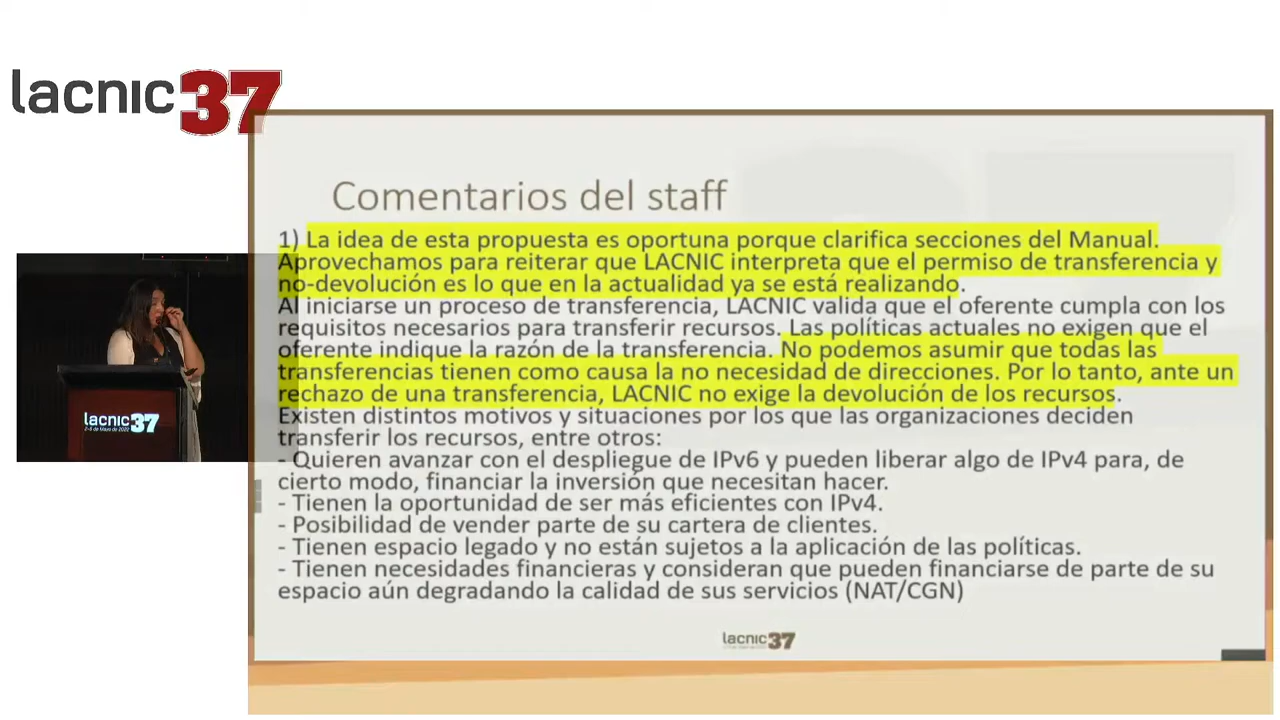 lacnic 37
Comentarios del staff
1) La idea de esta propuesta es oportuna porque clarifica secciones del Manual.
Aprovechamos para reiterar que LACNIC interpreta que el permiso de transferencia y
no-devolución es lo que en la actualidad ya se está realizando.
Al iniciarse un proceso de transferencia, LACNIC valida que el oferente cumpla con los
requisitos necesarios para transferir recursos. Las políticas actuales no exigen que el
oferente indique la razón de la transferencia. No podemos asumir que todas las
transferencias tienen como causa la no necesidad de direcciones. Por lo tanto, ante un
rechazo de una transferencia, LACNIC no exige la devolución de los recursos.
Existen distintos motivos y situaciones por los que las organizaciones deciden
transferir los recursos, entre otros:
- Quieren avanzar con el despliegue de IPv6 y pueden liberar algo de IPv4 para, de
cierto modo, financiar la inversión que necesitan hacer.
- Tienen la oportunidad de ser más eficientes con IPv4.
- Posibilidad de vender parte de su cartera de clientes.
- Tienen espacio legado y no están sujetos a la aplicación de las políticas.
- Tienen necesidades financieras y consideran que pueden financiarse de parte de su
espacio aún degradando la calidad de sus servicios (NAT/CGN)
lacnic 37
lacnic 37